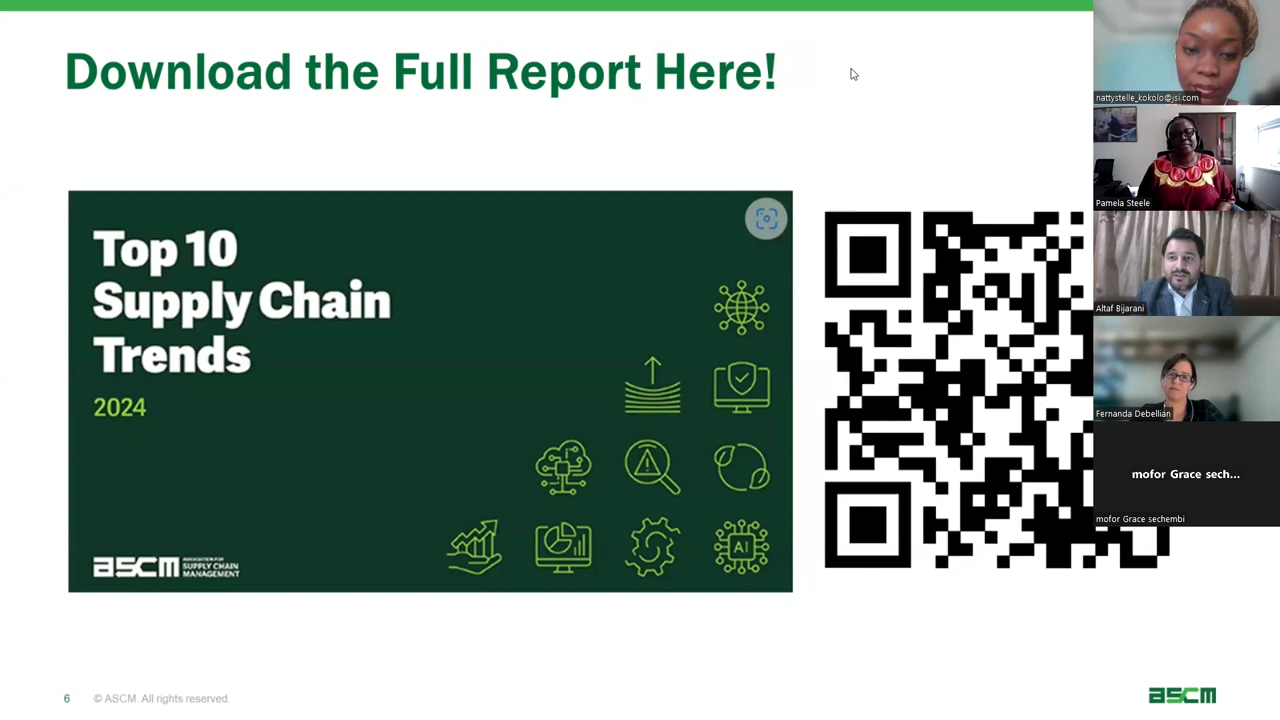 Download the Full Report Here!
Top 10
Supply Chain
Trends
2024
AI
ascm ASSOCIATION FOR
SUPPLY CHAIN
MANAGEMENT
6 © ASCM. All rights reserved.
ascm
nattystelle_kokolo@jsi.com
Pamela Steele
Altaf Bijarani
Fernanda Debellian
mofor Grace sech...
mofor Grace sechembi